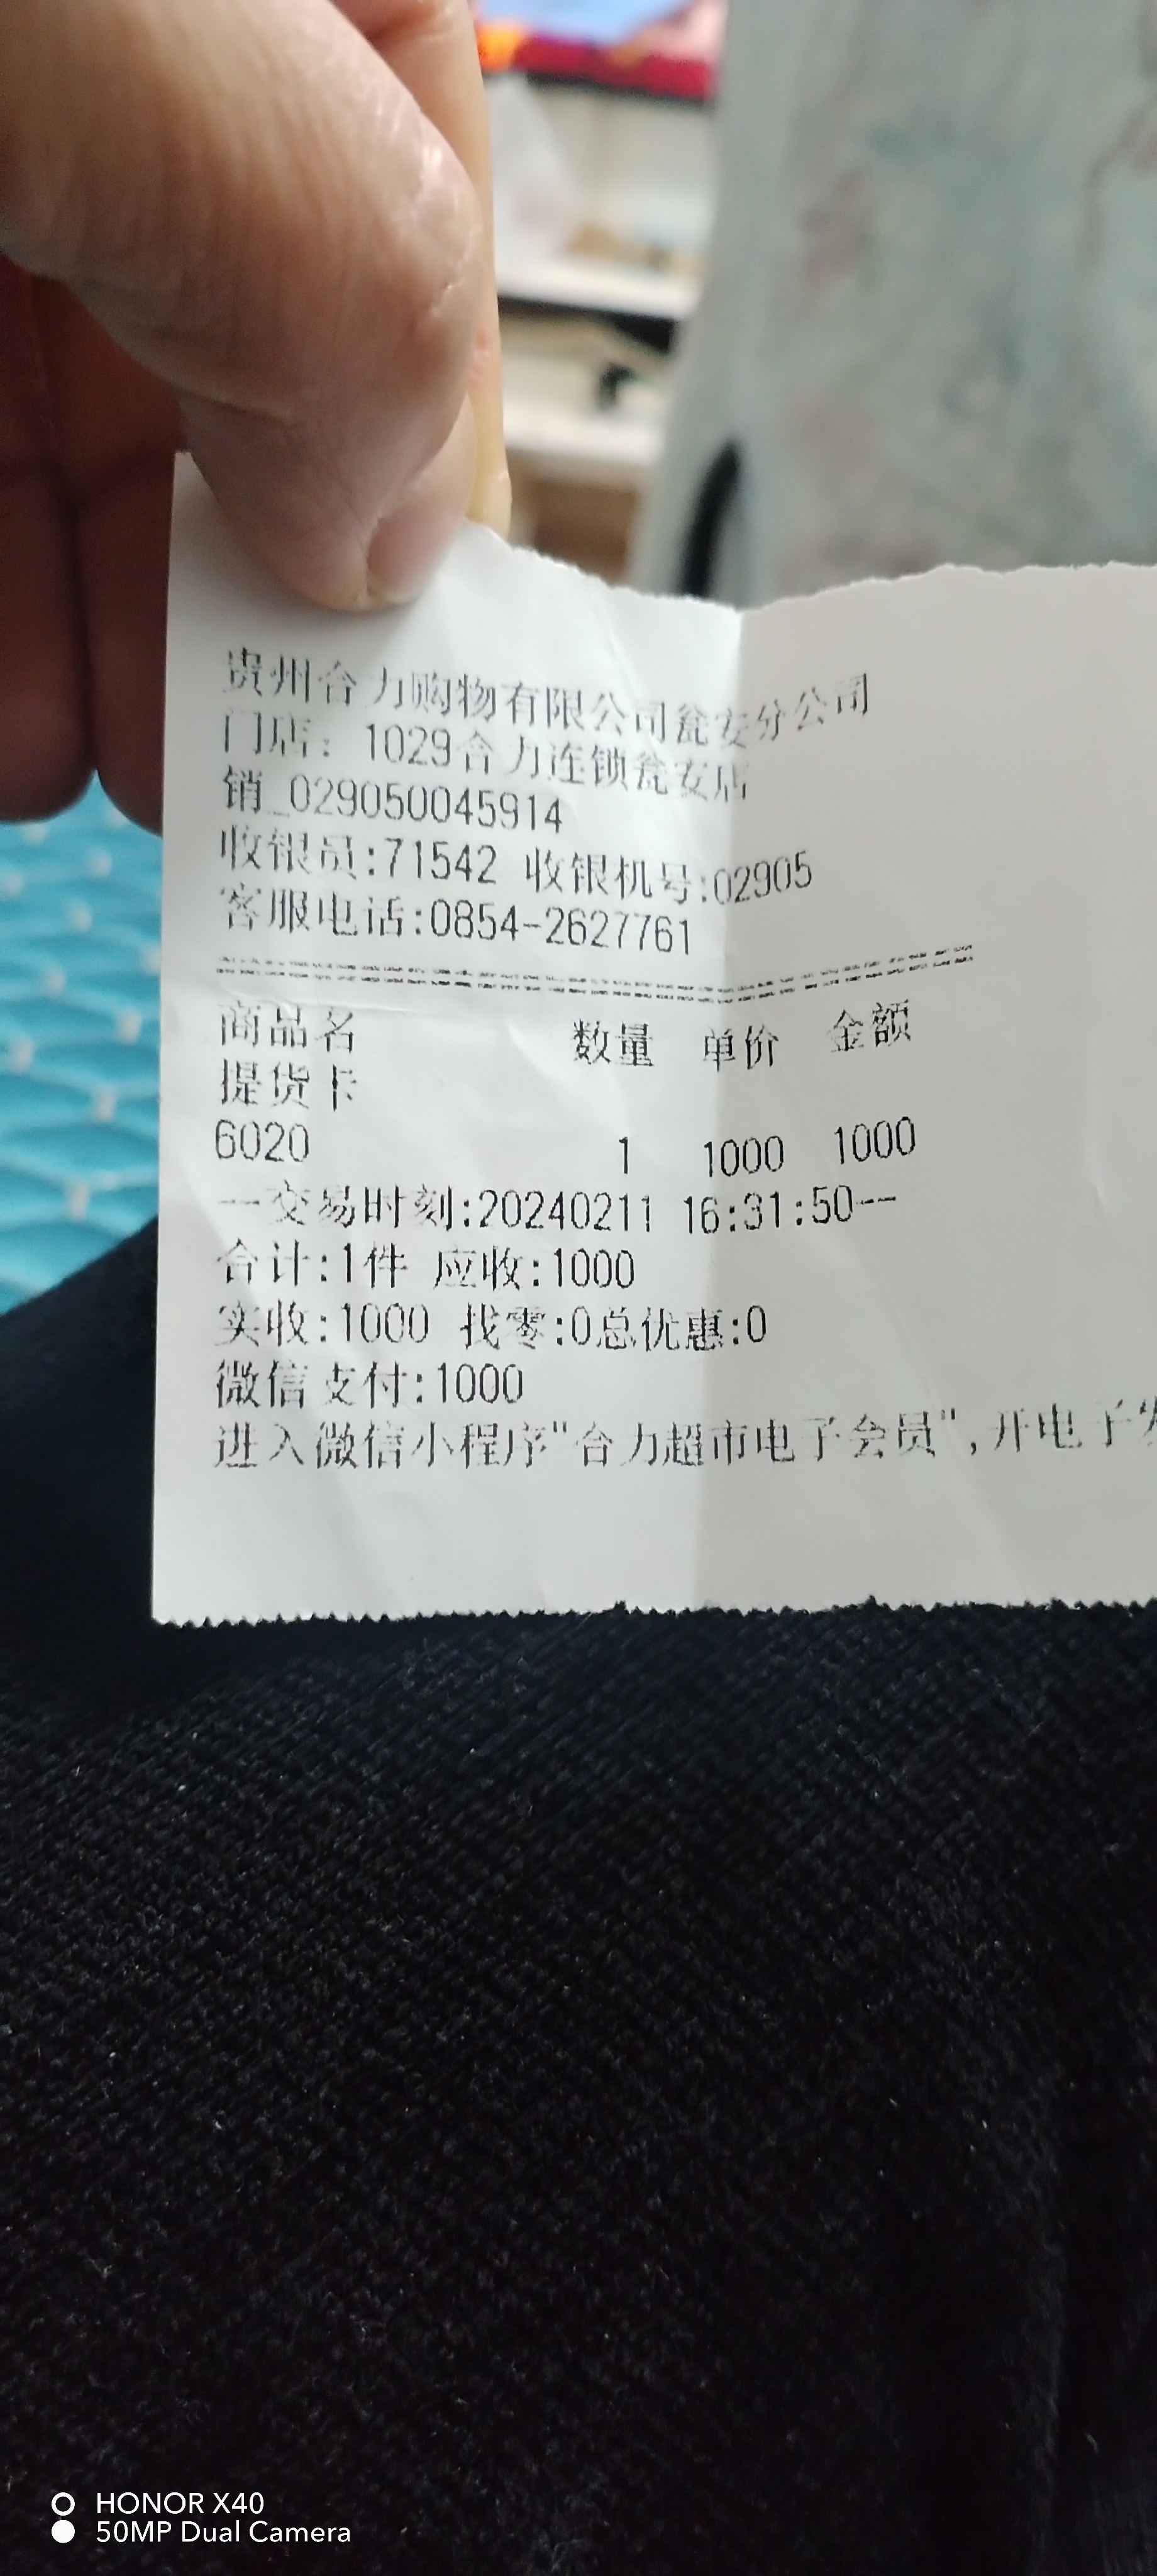 贵州合力购物有限公司瓮安分公司
门店：1029合力连锁瓮安店
销_029050045914
收银员:71542 收银机号:02905
客服电话:0854-2627761
商品名 数量 单价 金额
提货卡
6020 1 1000 1000
--交易时刻:20240211 16:31:50--
合计:1件 应收:1000
实收:1000 找零:0总优惠:0
微信支付:1000
进入微信小程序"合力超市电子会员",开电子发
HONOR X40
50MP Dual Camera